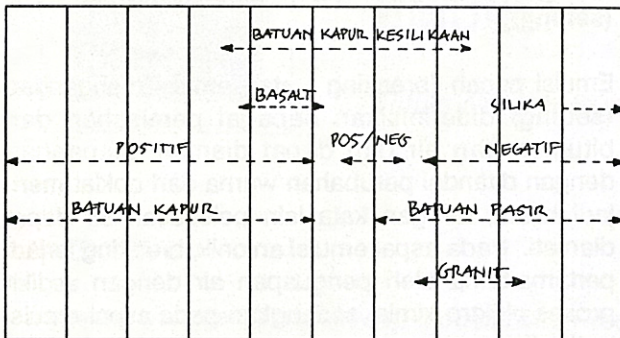 BATUAN KAPUR KESILIKAAN
BASALT
SILIKA
POSITIF POS/NEG NEGATIF
BATUAN KAPUR BATUAN PASIR
GRANIT